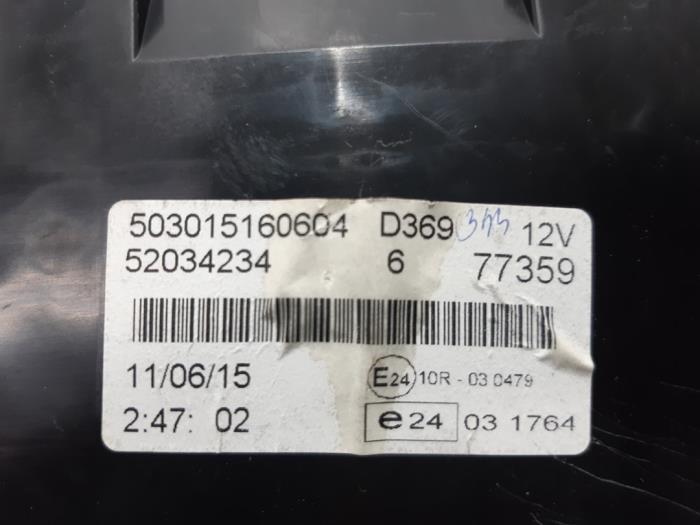 503015160604 D369 12V
52034234 6 77359
11/06/15 E24 10R - 03 0479
2:47: 02 e24 03 1764